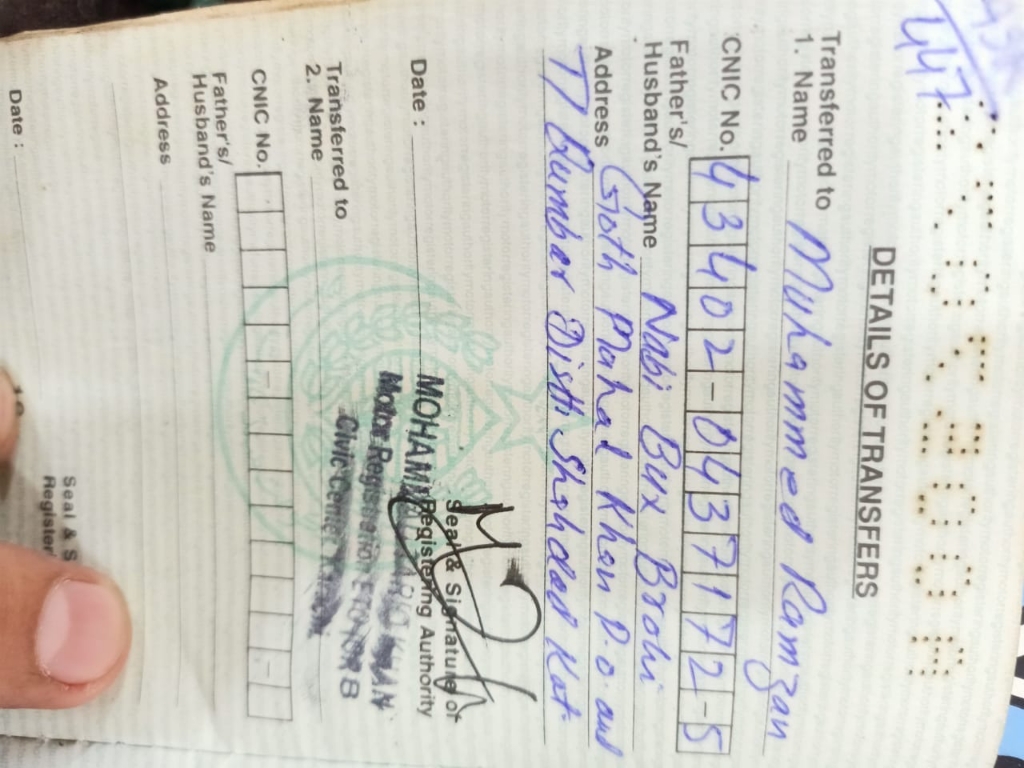 447
DETAILS OF TRANSFERS
Transferred to
1. Name Muhammed Ramzan
CNIC No. 43402-0437172-5
Father's/
Husband's Name Nabi Bux Brohi
Address Goth Mahal Khan P.o. and
Distt Shahdad Kot.
Seal & Signature of
Date : Registering Authority
MOHAMM
Motor Registration
Civic Center
Transferred to
2. Name
CNIC No.
Father's/
Husband's Name
Address
Date :
Seal & S
Register